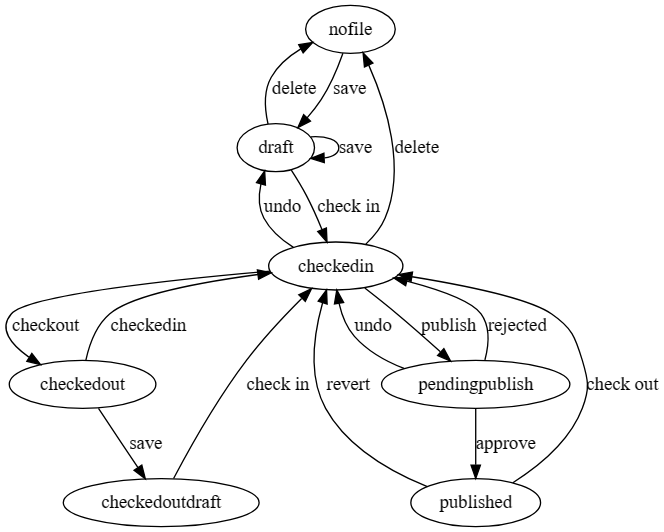 nofile
delete
save
draft
save
undo
check in
delete
checkedin
checkout
checkedin
undo
publish
rejected
checkedout
check in
revert
pendingpublish
check out
save
approve
checkedoutdraft
published